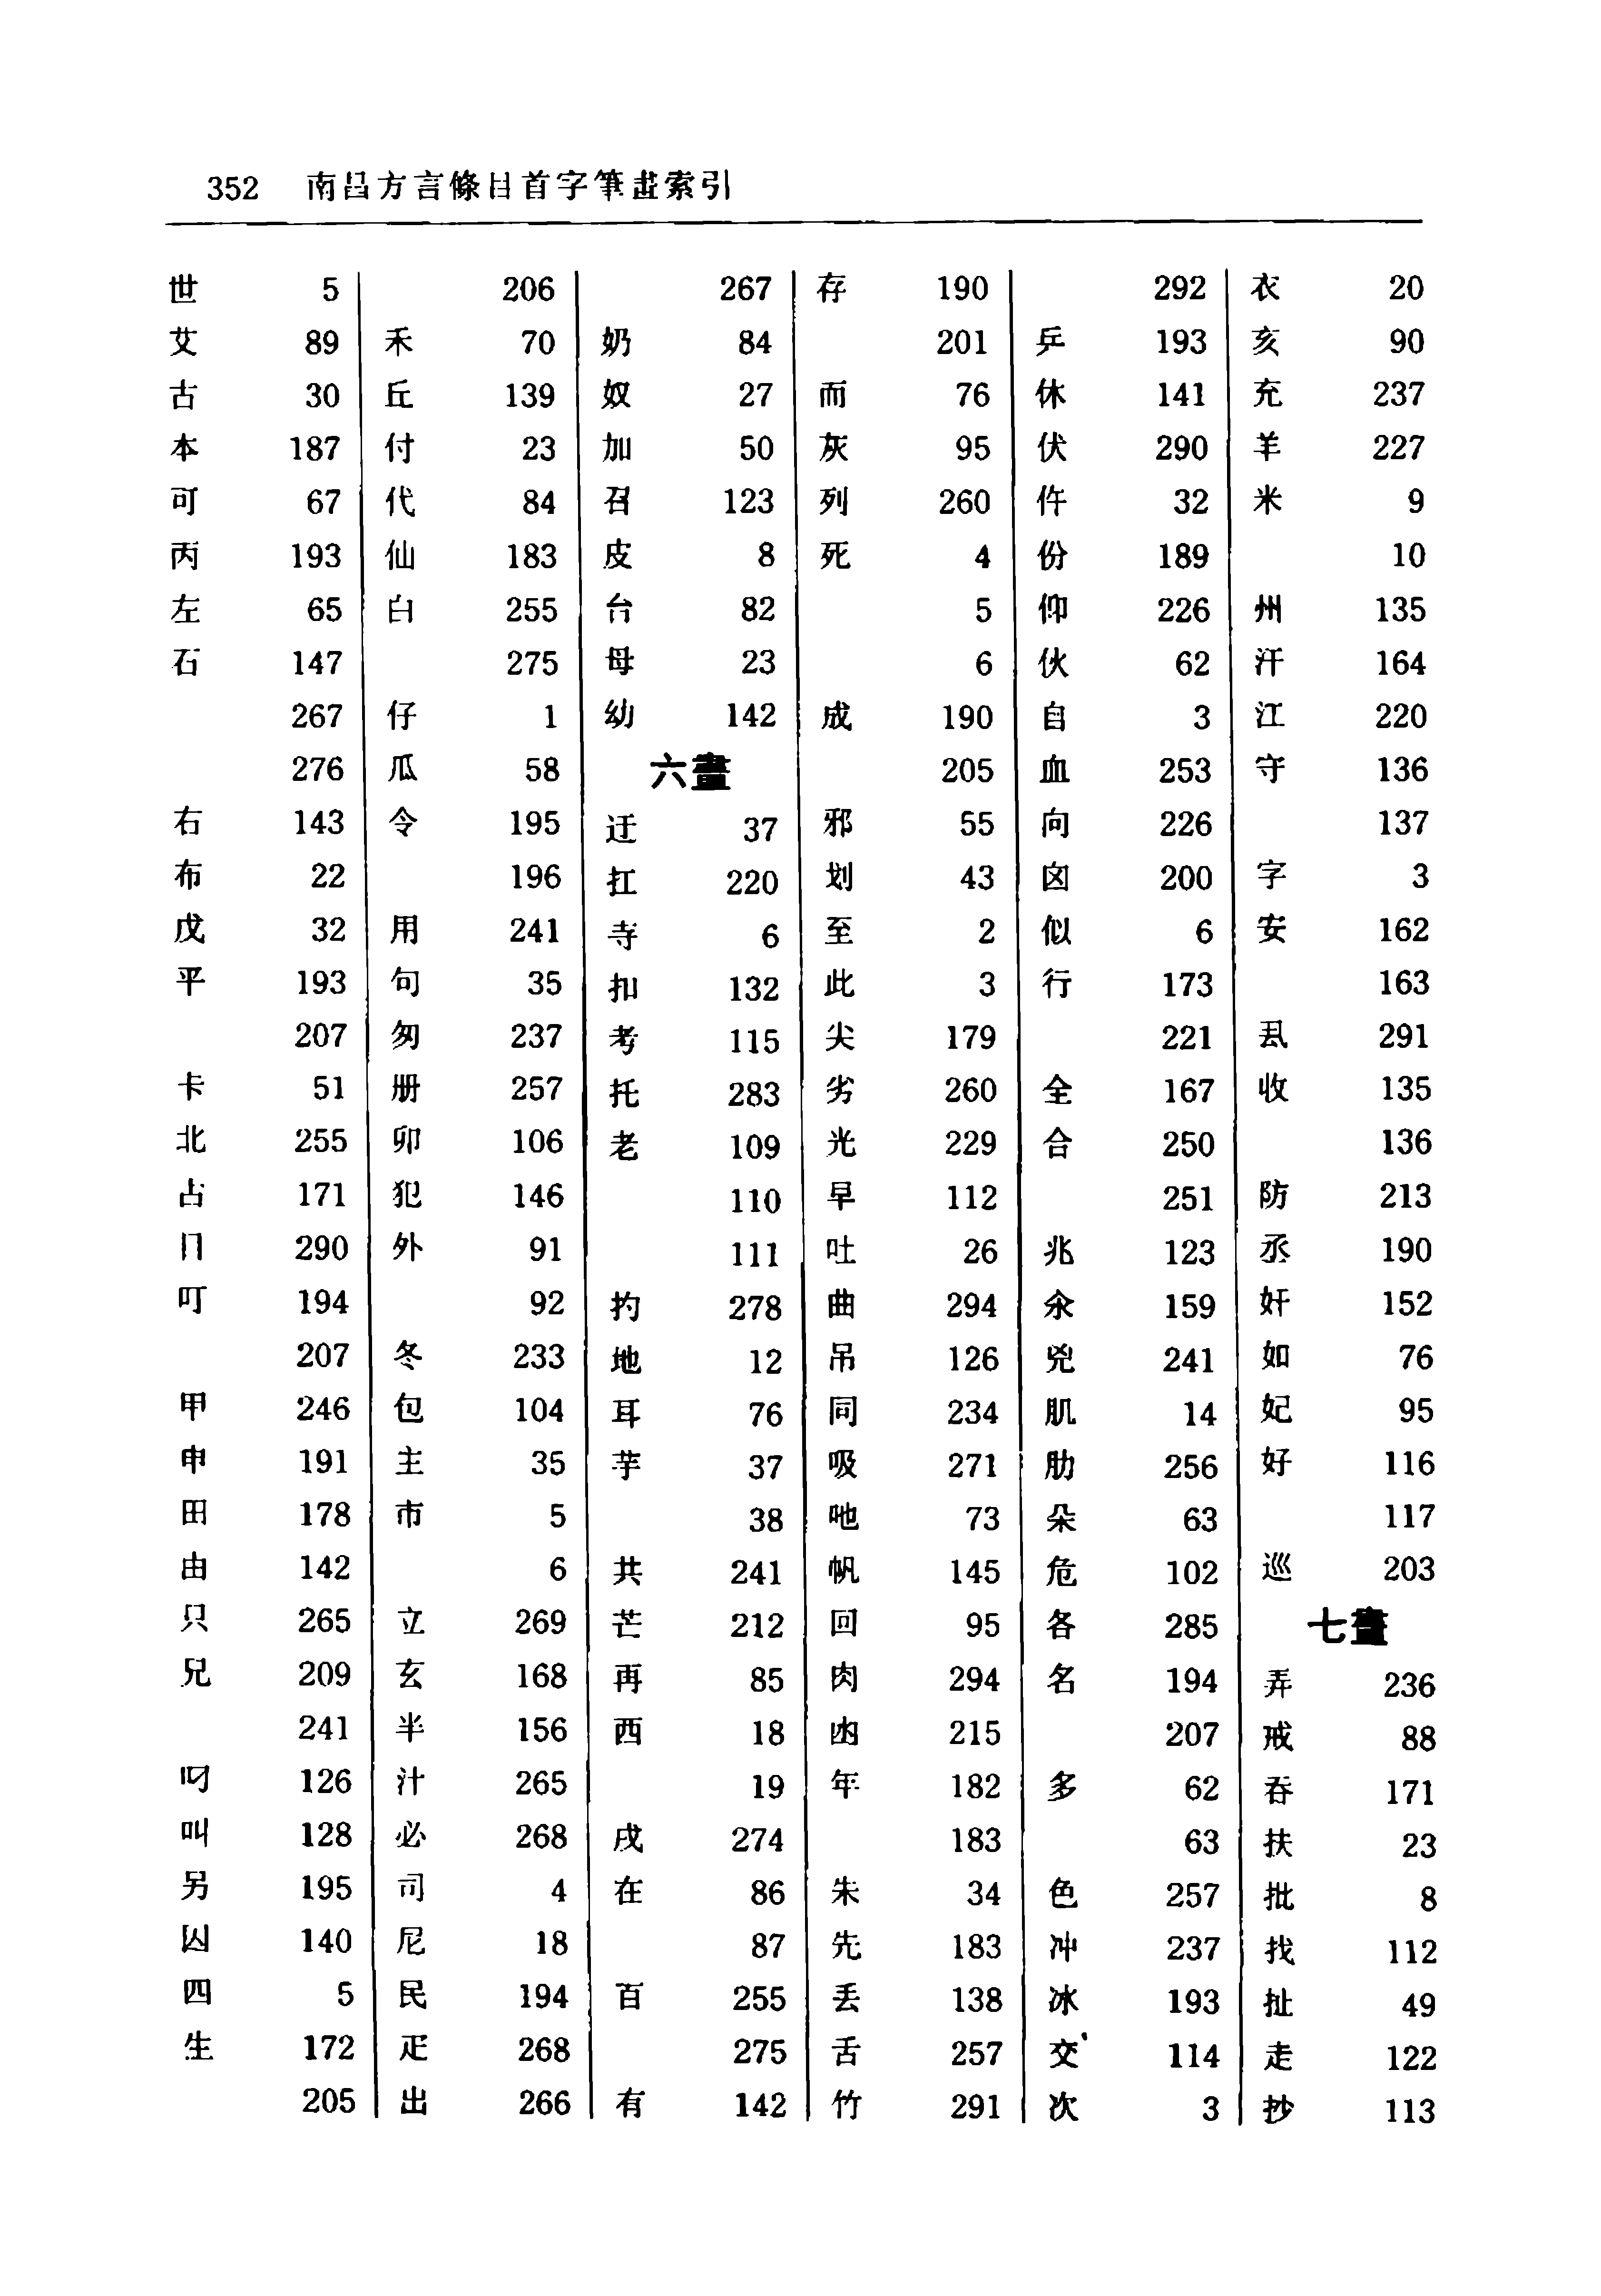 352 南昌方言條目首字筆畫索引
世 5
艾 89
古 30
本 187
可 67
丙 193
左 65
石 147
267
276
右 143
布 22
戊 32
平 193
207
卡 51
北 255
占 171
目 290
叮 194
207
甲 246
申 191
田 178
由 142
只 265
兄 209
241
叼 126
叫 128
另 195
囚 140
四 5
生 172
205
206
禾 70
丘 139
付 23
代 84
仙 183
白 255
275
仔 1
瓜 58
令 195
196
用 241
句 35
匆 237
册 257
卯 106
犯 146
外 91
92
冬 233
包 104
主 35
市 5
6
立 269
玄 168
半 156
汁 265
必 268
司 4
尼 18
民 194
疋 268
出 266
267
奶 84
奴 27
加 50
召 123
皮 8
台 82
母 23
幼 142
六畫
迂 37
扛 220
寺 6
扣 132
考 115
托 283
老 109
110
111
扚 278
地 12
耳 76
芋 37
38
共 241
芒 212
再 85
西 18
19
戌 274
在 86
87
百 255
275
有 142
存 190
201
而 76
灰 95
列 260
死 4
5
6
成 190
205
邪 55
划 43
至 2
此 3
尖 179
劣 260
光 229
早 112
吐 26
曲 294
吊 126
同 234
吸 271
吔 73
帆 145
回 95
肉 294
凼 215
年 182
183
朱 34
先 183
丢 138
舌 257
竹 291
292
乒 193
休 141
伏 290
仵 32
份 189
仰 226
伙 62
自 3
血 253
向 226
囟 200
似 6
行 173
221
全 167
合 250
251
兆 123
氽 159
兇 241
肌 14
肋 256
朵 63
危 102
各 285
名 194
207
多 62
63
色 257
冲 237
冰 193
交 114
次 3
衣 20
亥 90
充 237
羊 227
米 9
10
州 135
汗 164
江 220
守 136
137
字 3
安 162
163
291
收 135
136
防 213
丞 190
奸 152
如 76
妃 95
好 116
117
巡 203
七畫
弄 236
戒 88
吞 171
扶 23
批 8
找 112
扯 49
走 122
抄 113